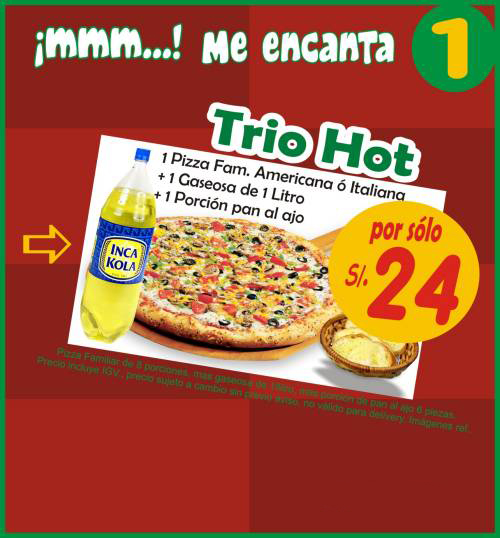 ¡mmm...! Me encanta
1
Trio Hot
1 Pizza Fam. Americana ó Italiana
+ 1 Gaseosa de 1 Litro
+ 1 Porción pan al ajo
INCA
KOLA
por sólo
S/. 24
Pizza Familiar de 8 porciones, más gaseosa de 1litro, más porción de pan al ajo 6 piezas.
Precio incluye IGV., precio sujeto a cambio sin previo aviso, no válido para delivery. Imágenes ref.